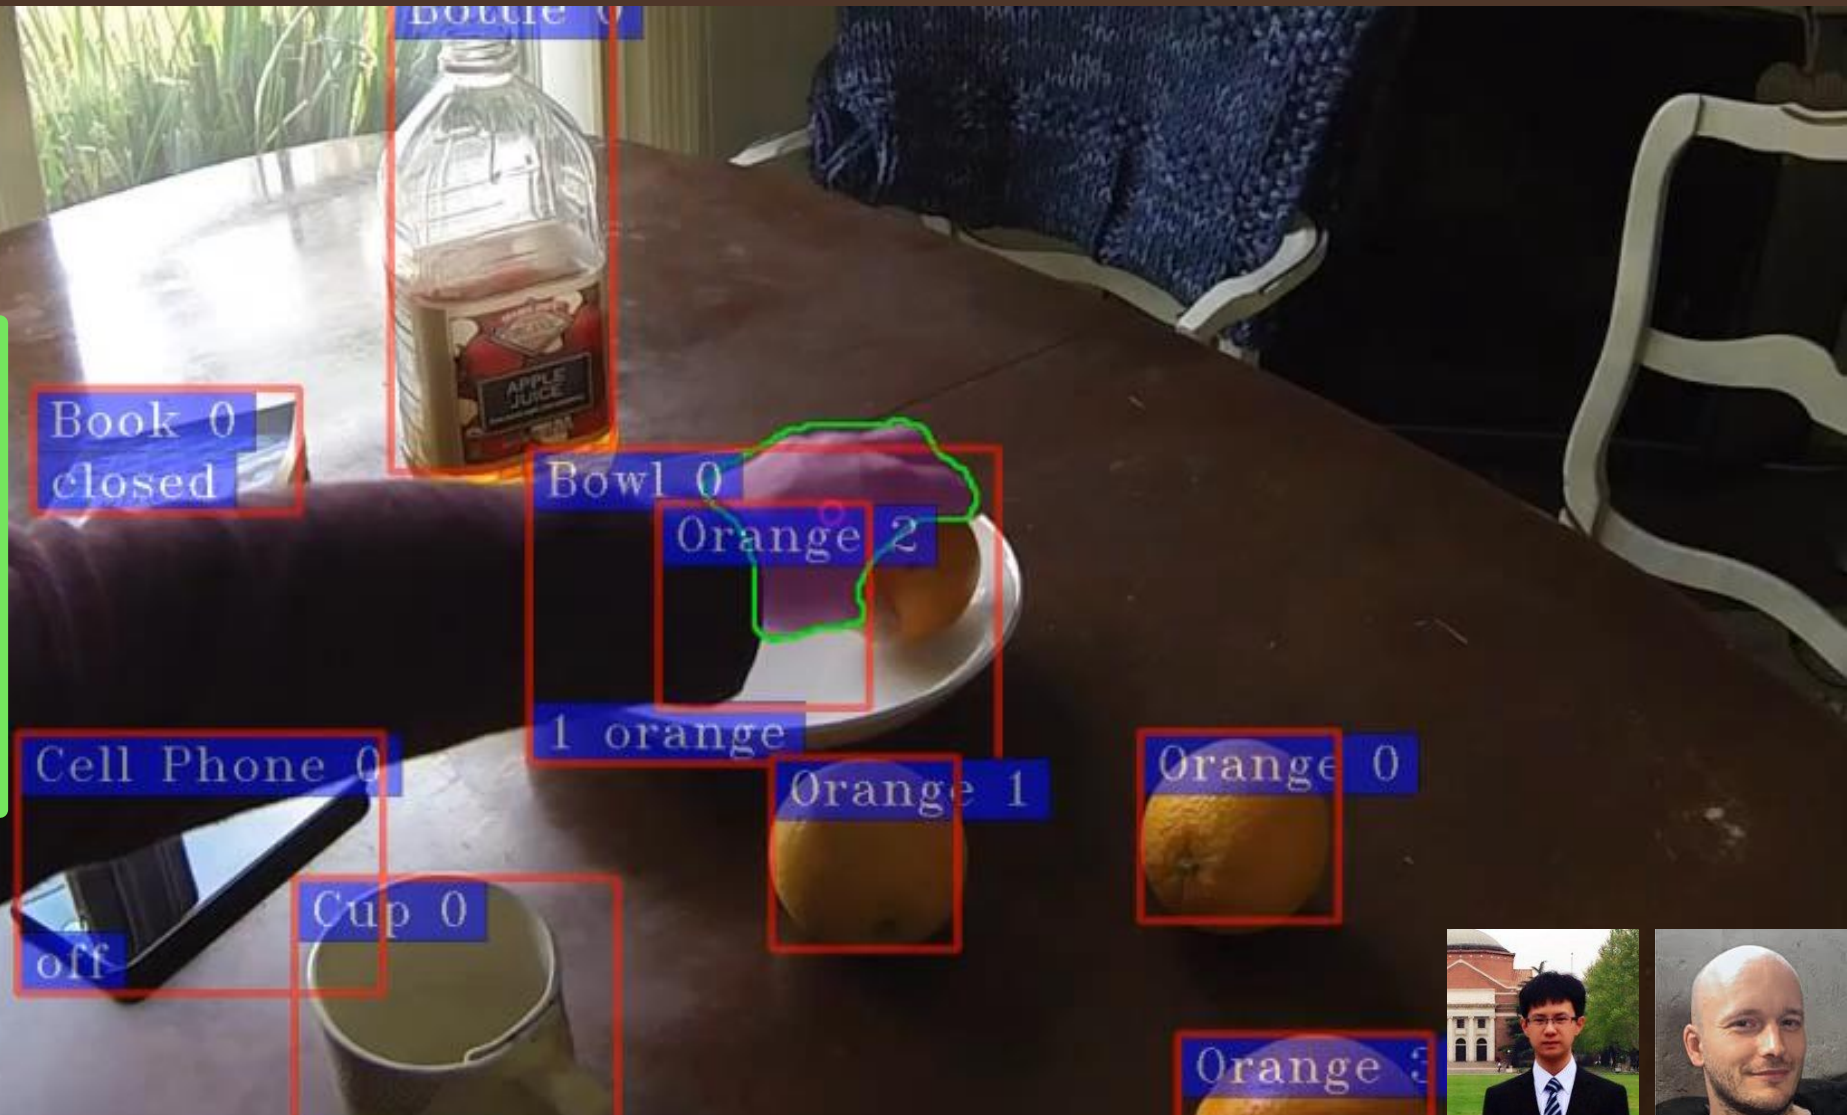 Bottle 0
APPLE
JUICE
Book 0
closed
Bowl 0
Orange 2
1 orange
Cell Phone 0
Orange 1
Orange 0
Cup 0
off
Orange 3